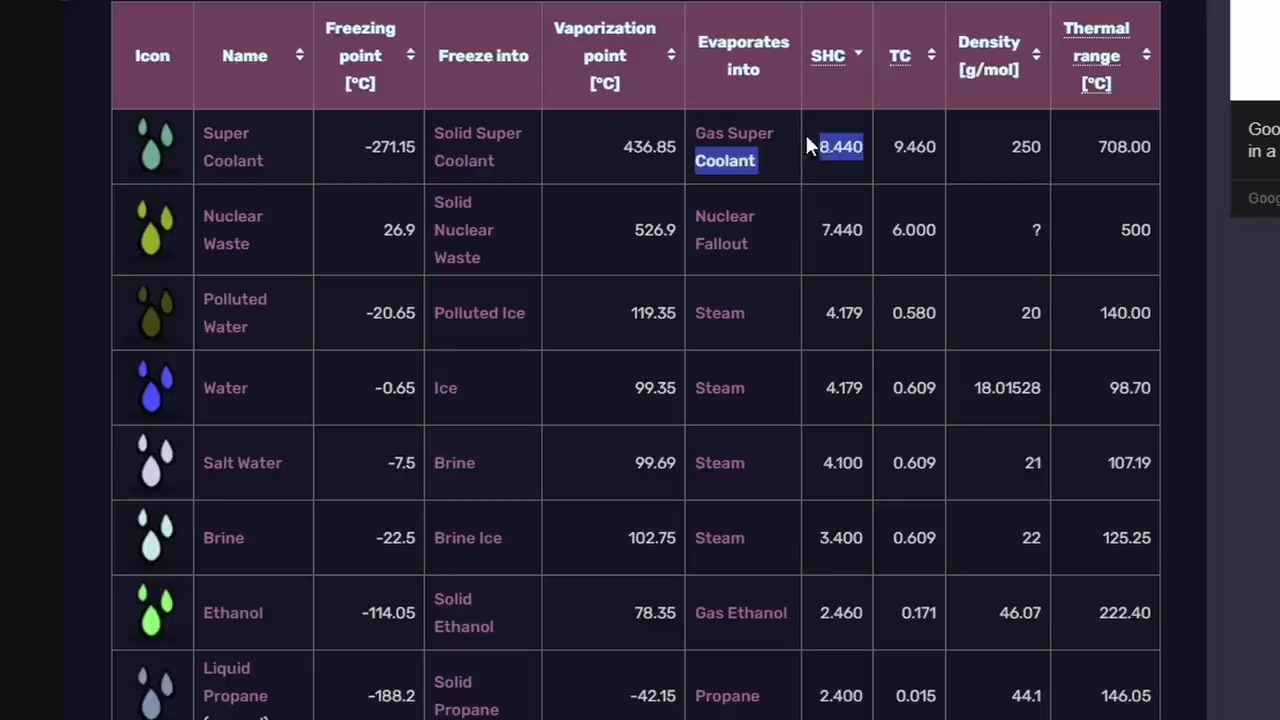 Icon
Name
Freezing
point
[°C]
Freeze into
Vaporization
point
[°C]
Evaporates
into
SHC
TC
Density
[g/mol]
Thermal
range
[°C]
Super
Coolant
-271.15
Solid Super
Coolant
436.85
Gas Super
Coolant
8.440
9.460
250
708.00
Nuclear
Waste
26.9
Solid
Nuclear
Waste
526.9
Nuclear
Fallout
7.440
6.000
?
500
Polluted
Water
-20.65
Polluted Ice
119.35
Steam
4.179
0.580
20
140.00
Water
-0.65
Ice
99.35
Steam
4.179
0.609
18.01528
98.70
Salt Water
-7.5
Brine
99.69
Steam
4.100
0.609
21
107.19
Brine
-22.5
Brine Ice
102.75
Steam
3.400
0.609
22
125.25
Ethanol
-114.05
Solid
Ethanol
78.35
Gas Ethanol
2.460
0.171
46.07
222.40
Liquid
Propane
-188.2
Solid
Propane
-42.15
Propane
2.400
0.015
44.1
146.05
Goo
in a
Goog